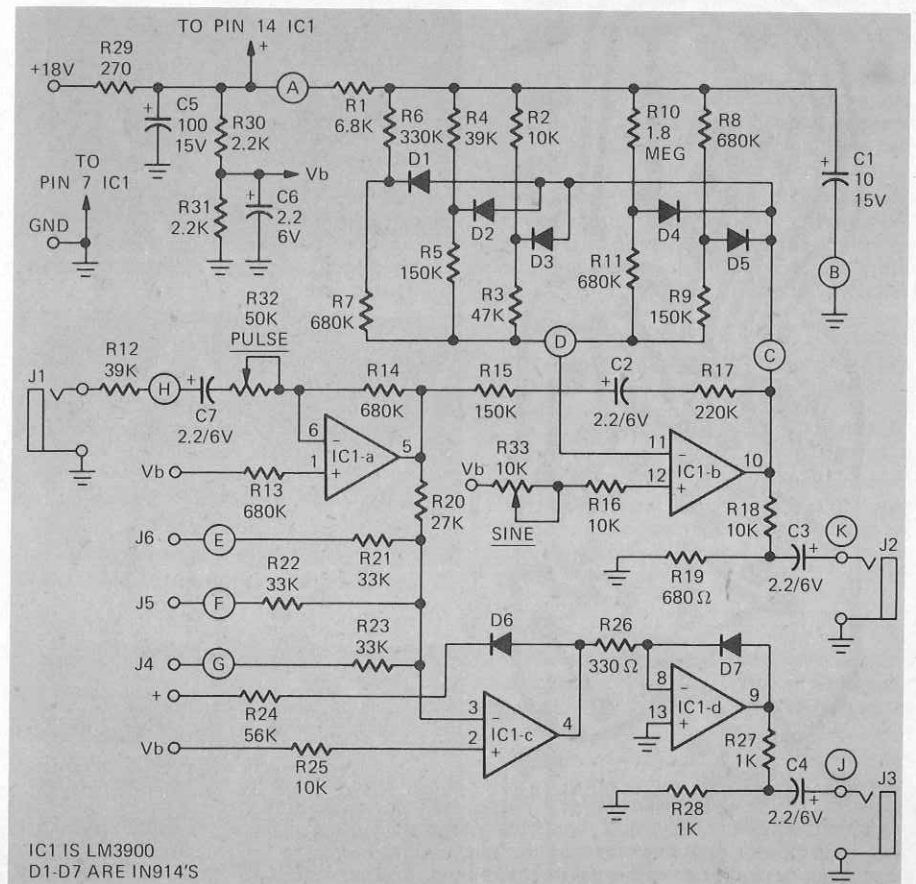 TO PIN 14 IC1
+
R29
270
+18V
A
R1
6.8K
R6
330K
R4
39K
R2
10K
R10
1.8
MEG
R8
680K
+
C5
100
15V
R30
2.2K
Vb
TO
PIN 7 IC1
GND
R31
2.2K
+
C6
2.2
6V
D1
D2
D3
D4
D5
+
C1
10
15V
B
R5
150K
R7
680K
R3
47K
R11
680K
R9
150K
R32
50K
PULSE
D
C
J1
R12
39K
H
+
C7
2.2/6V
R14
680K
R15
150K
C2
+
2.2/6V
R17
220K
6
−
1
+
IC1-a
5
Vb
R13
680K
R33
10K
Vb
SINE
R16
10K
11
−
12
+
IC1-b
10
R20
27K
R18
10K
J6
E
R21
33K
R19
680 Ω
C3
+
2.2/6V
K
J2
J5
F
R22
33K
J4
G
R23
33K
D6
R26
330 Ω
D7
+
R24
56K
3
−
2
+
IC1-c
4
8
−
13
+
IC1-d
9
Vb
R25
10K
R27
1K
R28
1K
C4
+
2.2/6V
J
J3
IC1 IS LM3900
D1-D7 ARE IN914'S